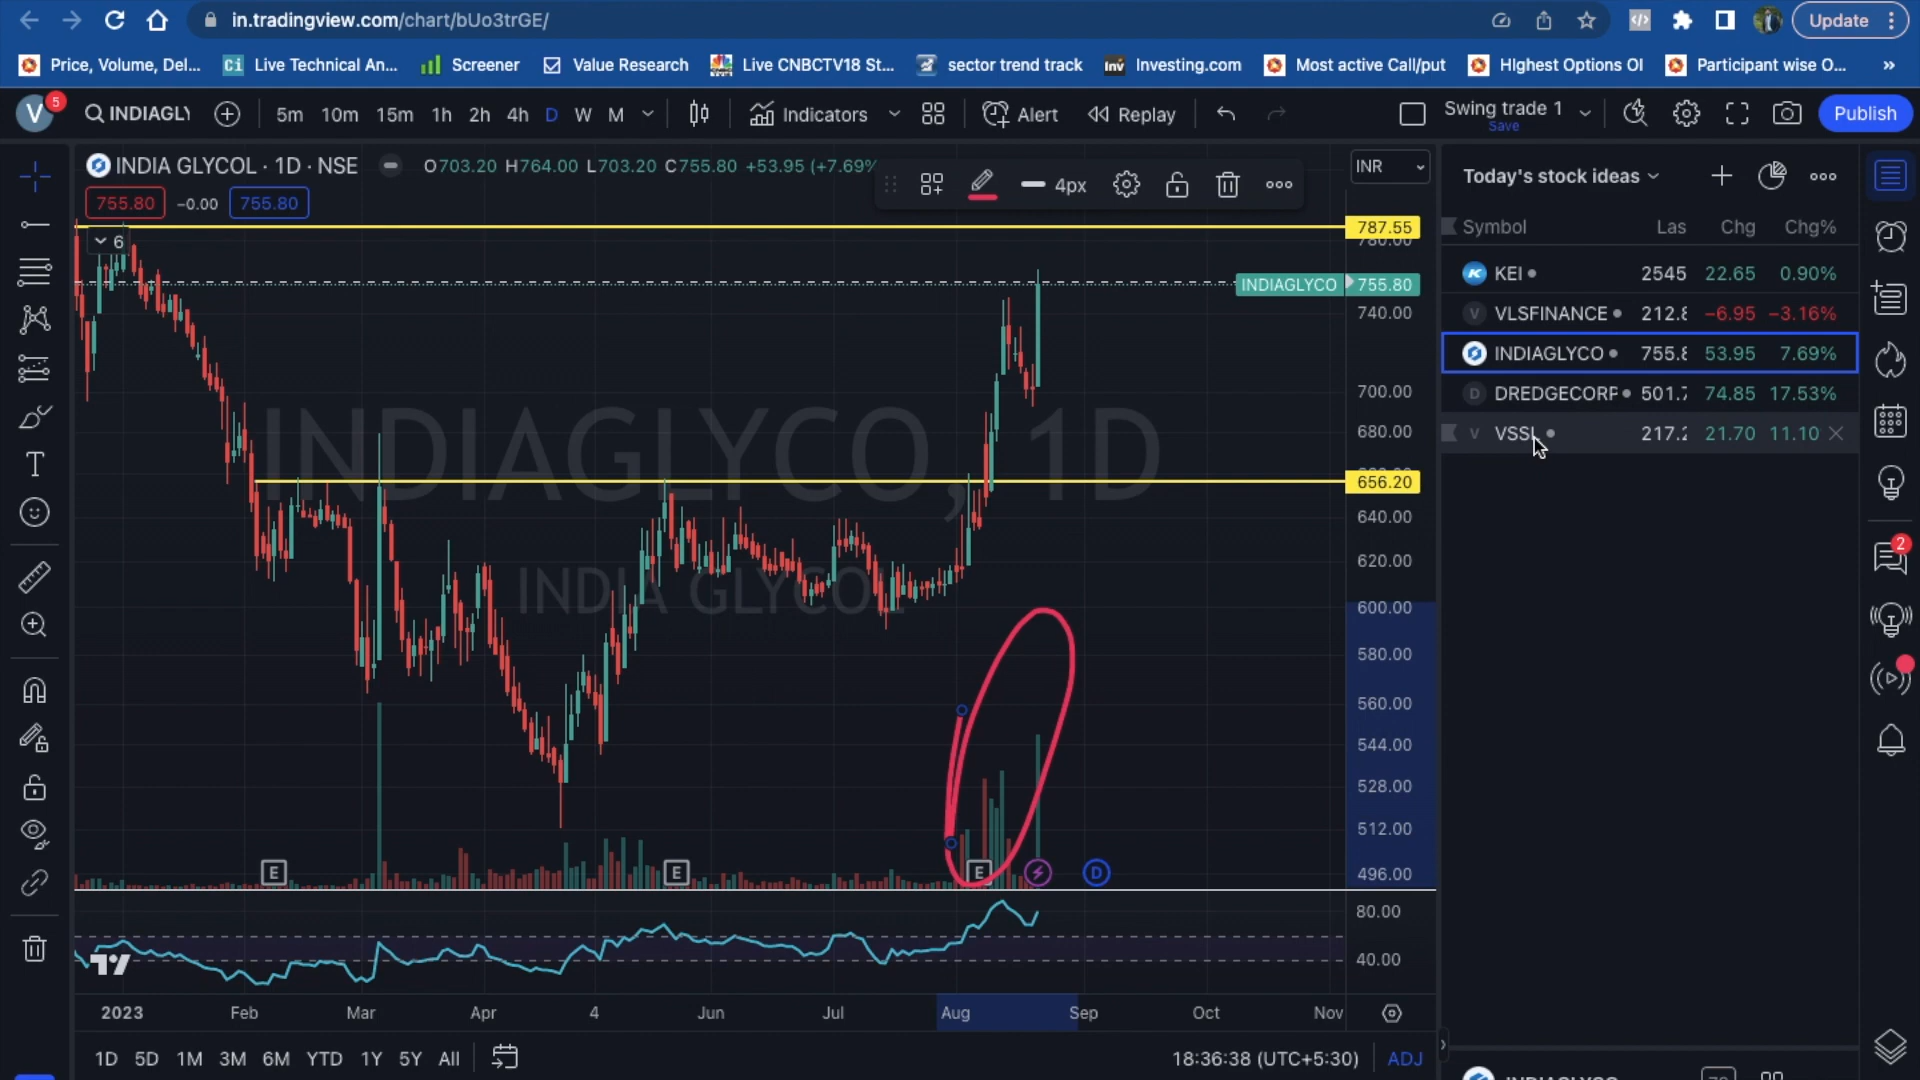 in.tradingview.com/chart/bUo3trGE/
Update
Price, Volume, Del...
Ci Live Technical An...
Screener
Value Research
Live CNBCTV18 St...
sector trend track
Inv Investing.com
Most active Call/put
HIghest Options OI
Participant wise O...
»
V 5 INDIAGLY 5m 10m 15m 1h 2h 4h D W M Indicators Alert Replay Swing trade 1 Save Publish
INDIA GLYCOL · 1D · NSE O703.20 H764.00 L703.20 C755.80 +53.95 (+7.69%
755.80 −0.00 755.80
6
4px
INR
INDIAGLYCO, 1D
INDIA GLYCOL
787.55
780.00
INDIAGLYCO 755.80
740.00
700.00
680.00
656.20
640.00
620.00
600.00
580.00
560.00
544.00
528.00
512.00
496.00
80.00
40.00
E E E D
2023 Feb Mar Apr 4 Jun Jul Aug Sep Oct Nov
1D 5D 1M 3M 6M YTD 1Y 5Y All 18:36:38 (UTC+5:30) ADJ
Today's stock ideas
Symbol Las Chg Chg%
KEI 2545 22.65 0.90%
V VLSFINANCE 212.8 −6.95 −3.16%
INDIAGLYCO 755.8 53.95 7.69%
D DREDGECORP 501.7 74.85 17.53%
V VSSL 217.2 21.70 11.10
2